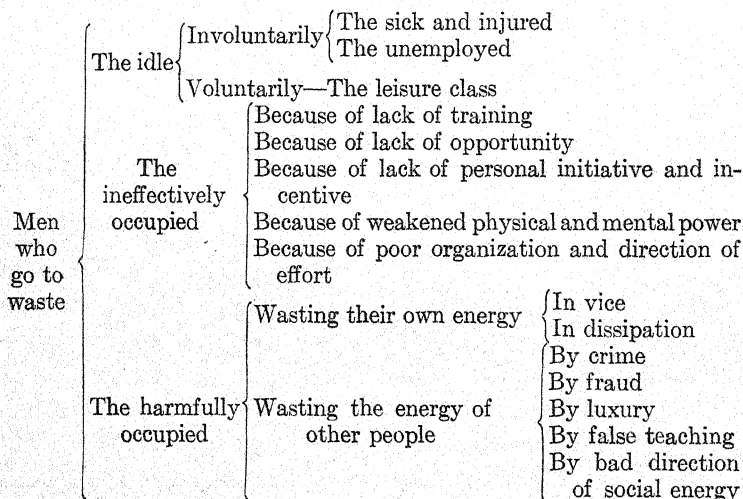 Men
who
go to
waste
The idle
Involuntarily
The sick and injured
The unemployed
Voluntarily—The leisure class
The
ineffectively
occupied
Because of lack of training
Because of lack of opportunity
Because of lack of personal initiative and in-
centive
Because of weakened physical and mental power
Because of poor organization and direction of
effort
The harmfully
occupied
Wasting their own energy
In vice
In dissipation
Wasting the energy of
other people
By crime
By fraud
By luxury
By false teaching
By bad direction
of social energy